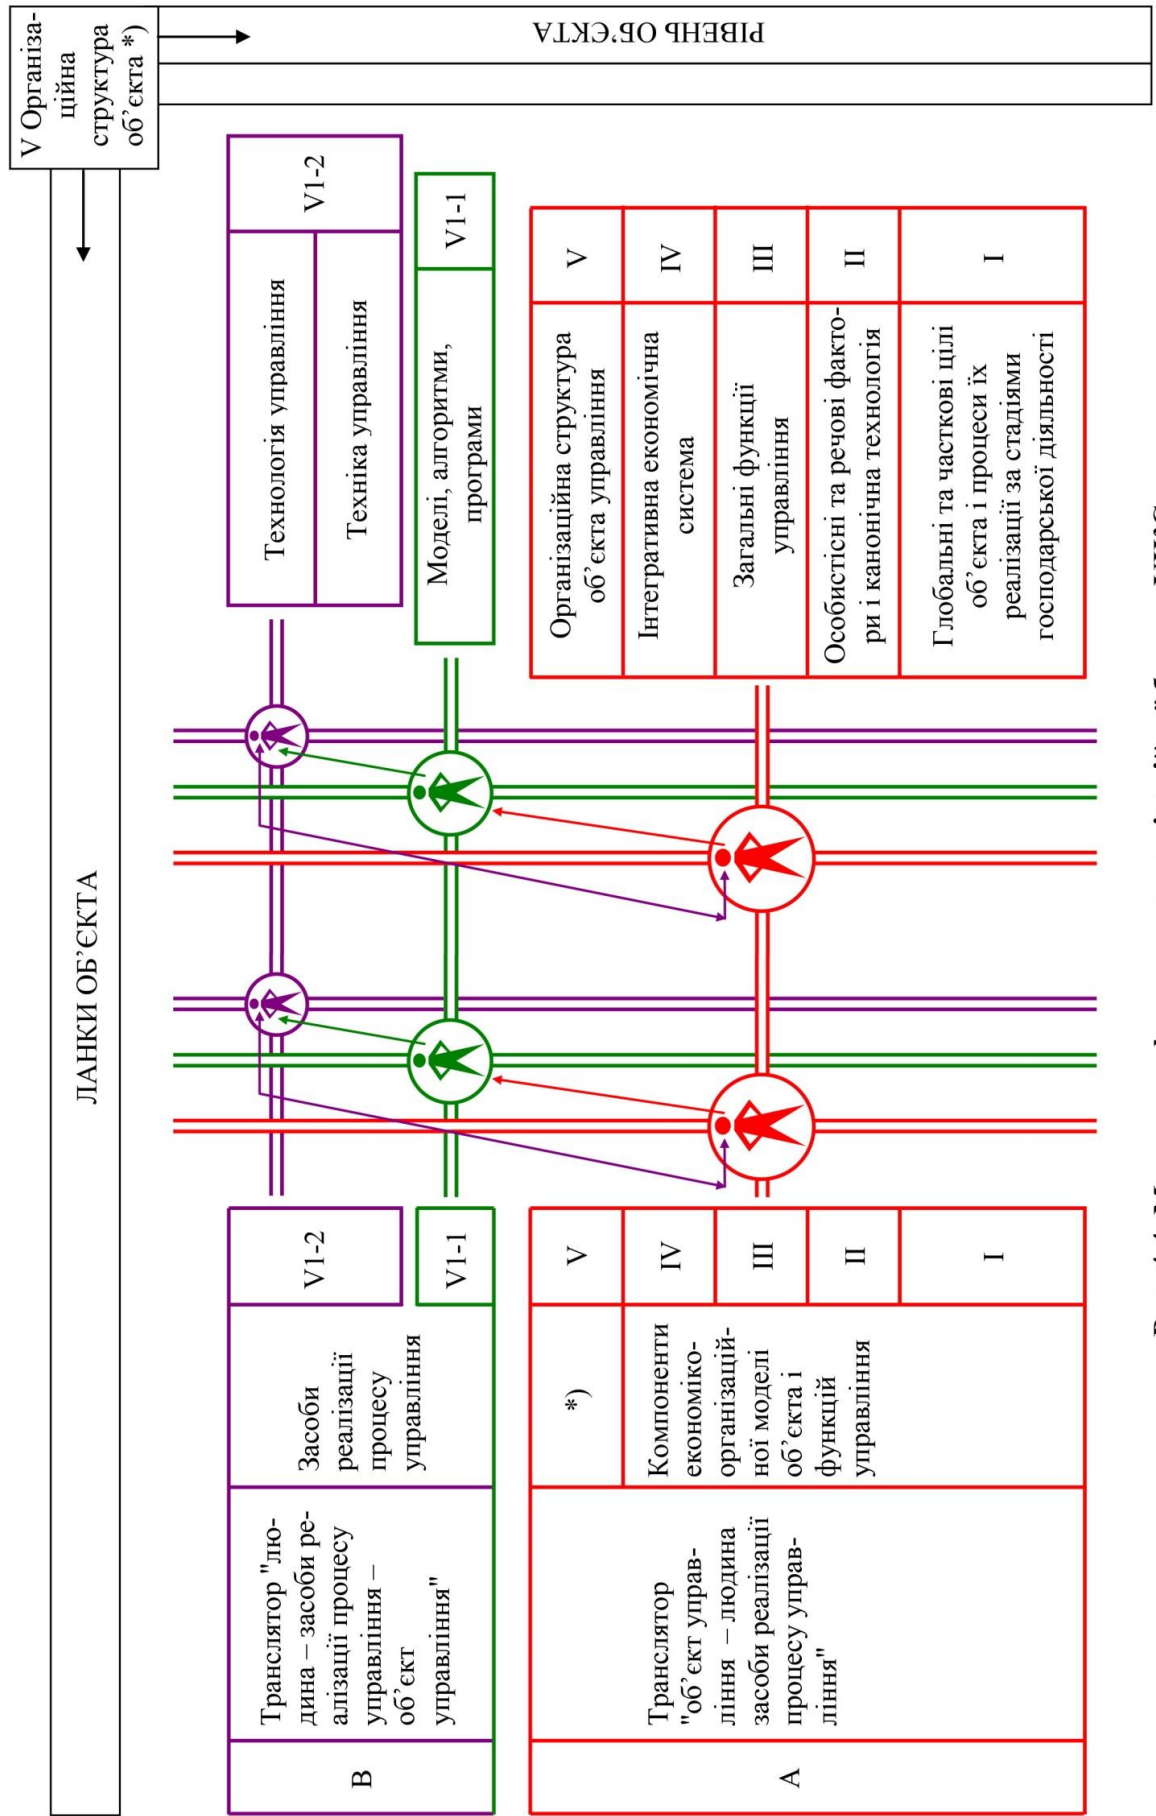 ЛАНКИ ОБ’ЄКТА
V Організа-
ційна
структура
об’єкта *)
РІВЕНЬ ОБ’ЄКТА
В
Транслятор "лю-
дина – засоби ре-
алізації процесу
управління –
об’єкт
управління"
Засоби
реалізації
процесу
управління
V1-2
V1-1
Технологія управління
Техніка управління
V1-2
Моделі, алгоритми,
програми
V1-1
А
Транслятор
"об’єкт управ-
ління – людина
засоби реалізації
процесу управ-
ління"
*)
Компоненти
економіко-
організацій-
ної моделі
об’єкта і
функцій
управління
V
IV
III
II
I
Організаційна структура
об’єкта управління
V
Інтегративна економічна
система
IV
Загальні функції
управління
III
Особистісні та речові факто-
ри і канонічна технологія
II
Глобальні та часткові цілі
об’єкта і процеси їх
реалізації за стадіями
господарської діяльності
I